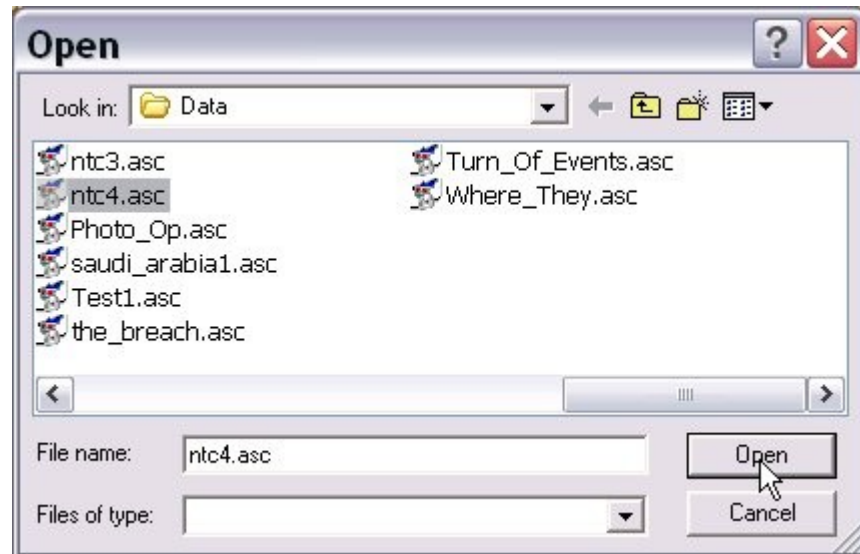 Open
Look in: Data
ntc3.asc
ntc4.asc
Photo_Op.asc
saudi_arabia1.asc
Test1.asc
the_breach.asc
Turn_Of_Events.asc
Where_They.asc
File name: ntc4.asc Open
Files of type: Cancel